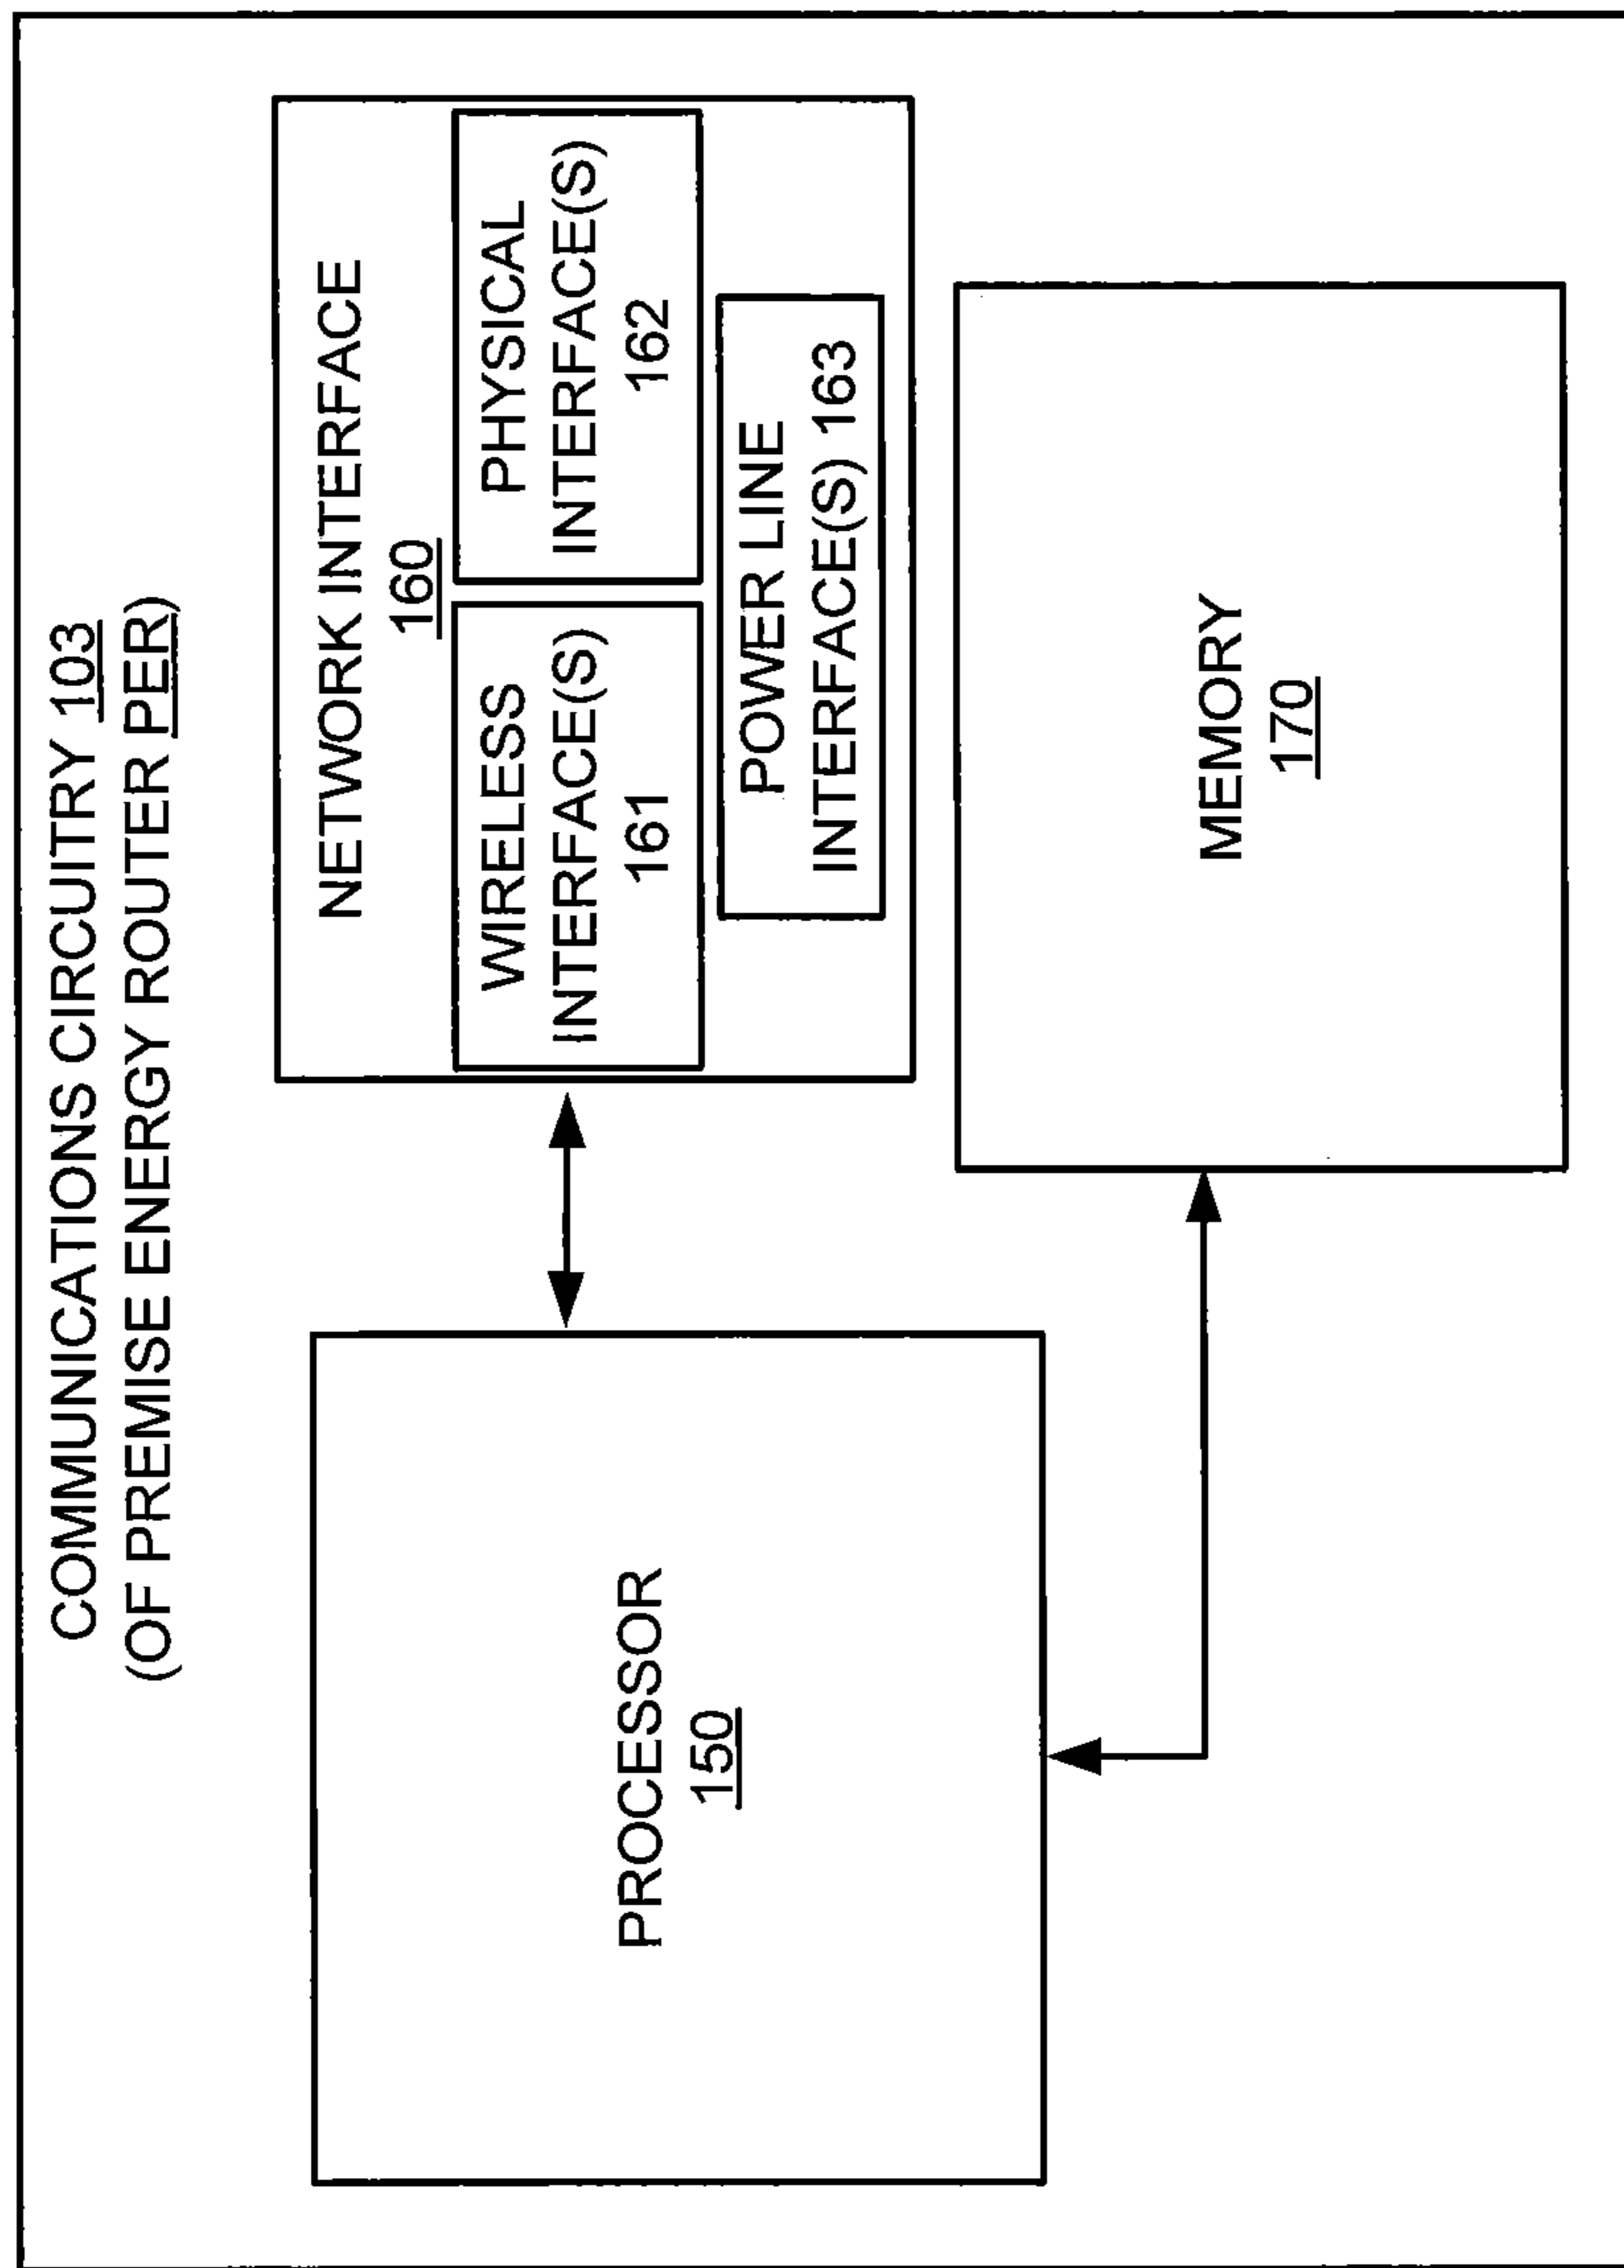 COMMUNICATIONS CIRCUITRY 103
(OF PREMISE ENERGY ROUTER PER)
PROCESSOR
150
NETWORK INTERFACE
160
WIRELESS
INTERFACE(S)
161
PHYSICAL
INTERFACE(S)
162
POWER LINE
INTERFACE(S) 163
MEMORY
170